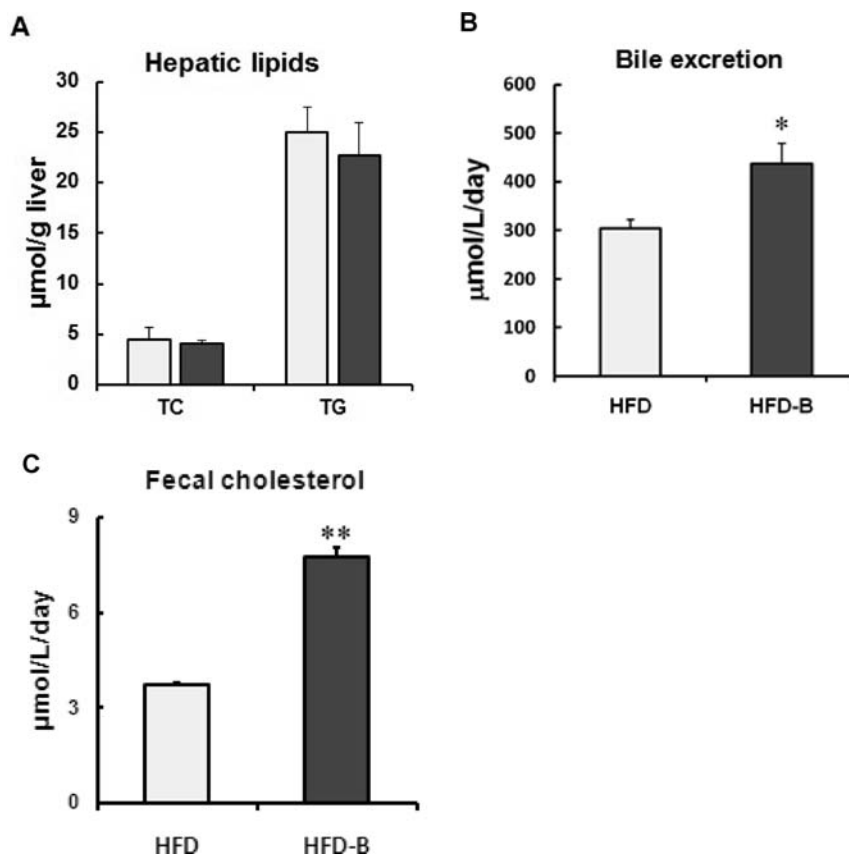 A
Hepatic lipids
µmol/g liver
30
25
20
15
10
5
0
TC
TG
B
Bile excretion
µmol/L/day
600
500
400
300
200
100
0
*
HFD
HFD-B
C
Fecal cholesterol
µmol/L/day
9
6
3
0
**
HFD
HFD-B